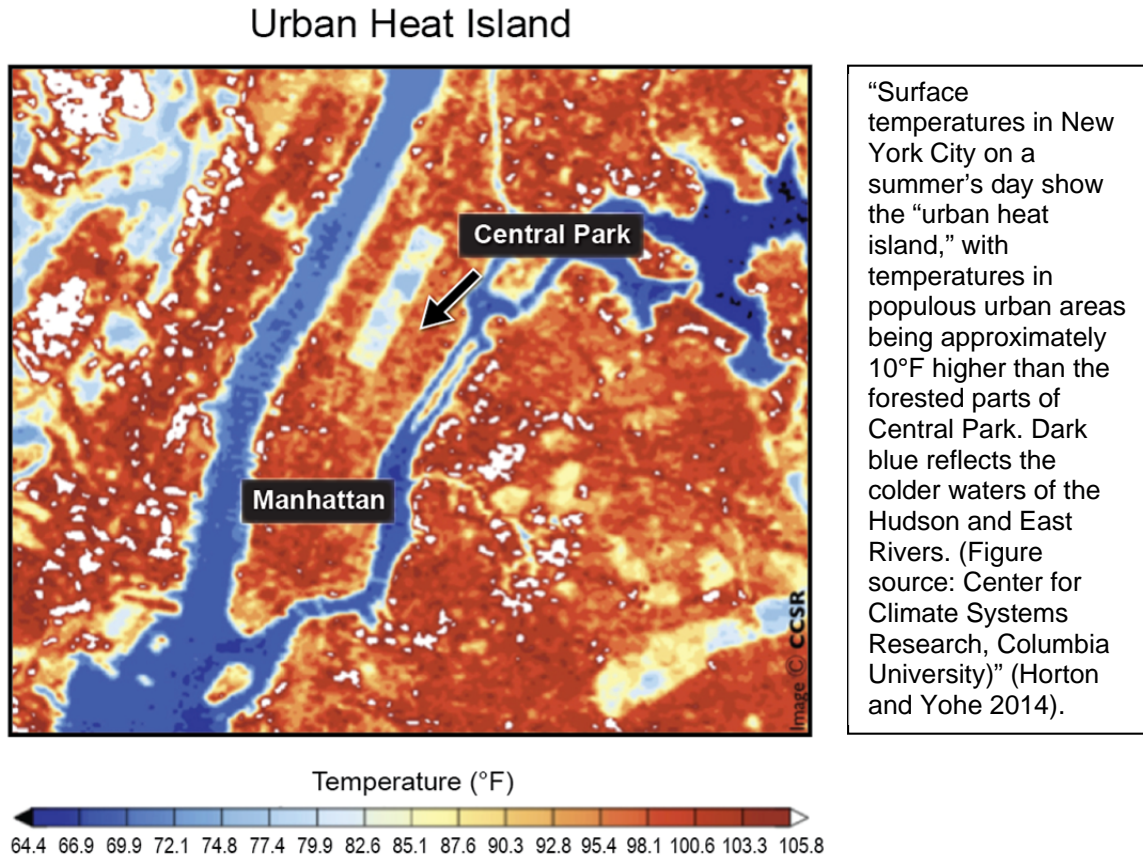 Urban Heat Island
Central Park
Manhattan
Image © CCSR
“Surface
temperatures in New
York City on a
summer’s day show
the “urban heat
island,” with
temperatures in
populous urban areas
being approximately
10°F higher than the
forested parts of
Central Park. Dark
blue reflects the
colder waters of the
Hudson and East
Rivers. (Figure
source: Center for
Climate Systems
Research, Columbia
University)” (Horton
and Yohe 2014).
Temperature (°F)
64.4 66.9 69.9 72.1 74.8 77.4 79.9 82.6 85.1 87.6 90.3 92.8 95.4 98.1 100.6 103.3 105.8